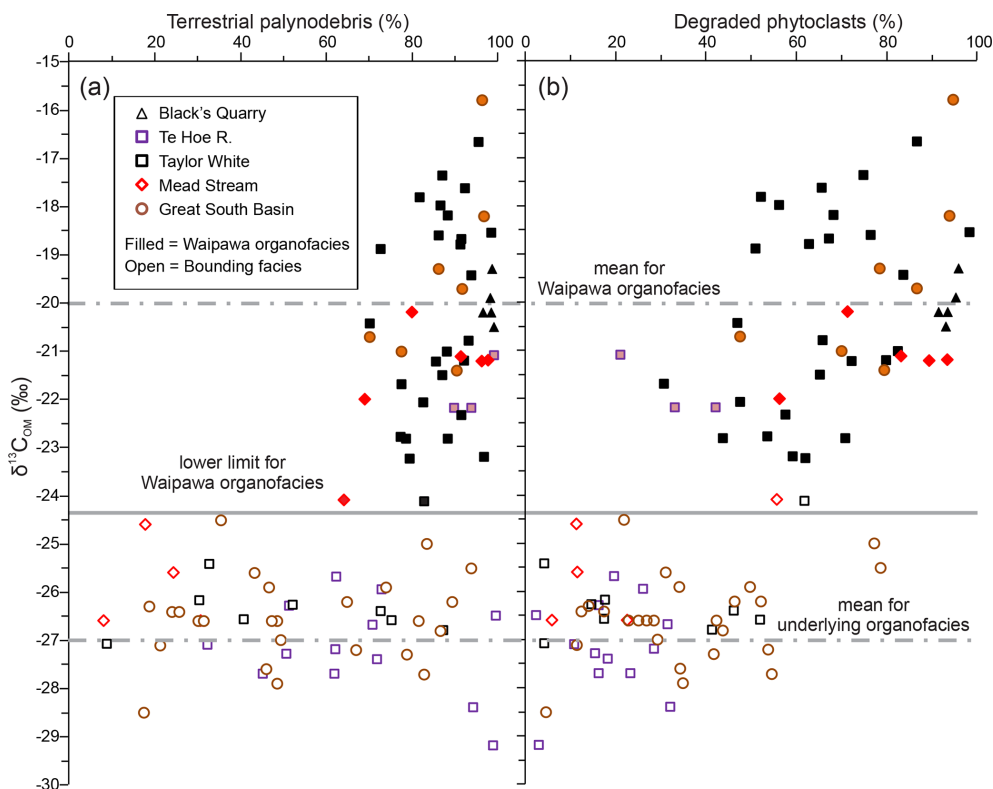 Terrestrial palynodebris (%)
Degraded phytoclasts (%)
0 20 40 60 80 100 0 20 40 60 80 100
-15
-16
-17
-18
-19
-20
-21
-22
-23
-24
-25
-26
-27
-28
-29
-30
δ13COM (‰)
(a)
Black's Quarry
Te Hoe R.
Taylor White
Mead Stream
Great South Basin
Filled = Waipawa organofacies
Open = Bounding facies
lower limit for
Waipawa organofacies
(b)
mean for
Waipawa organofacies
mean for
underlying organofacies